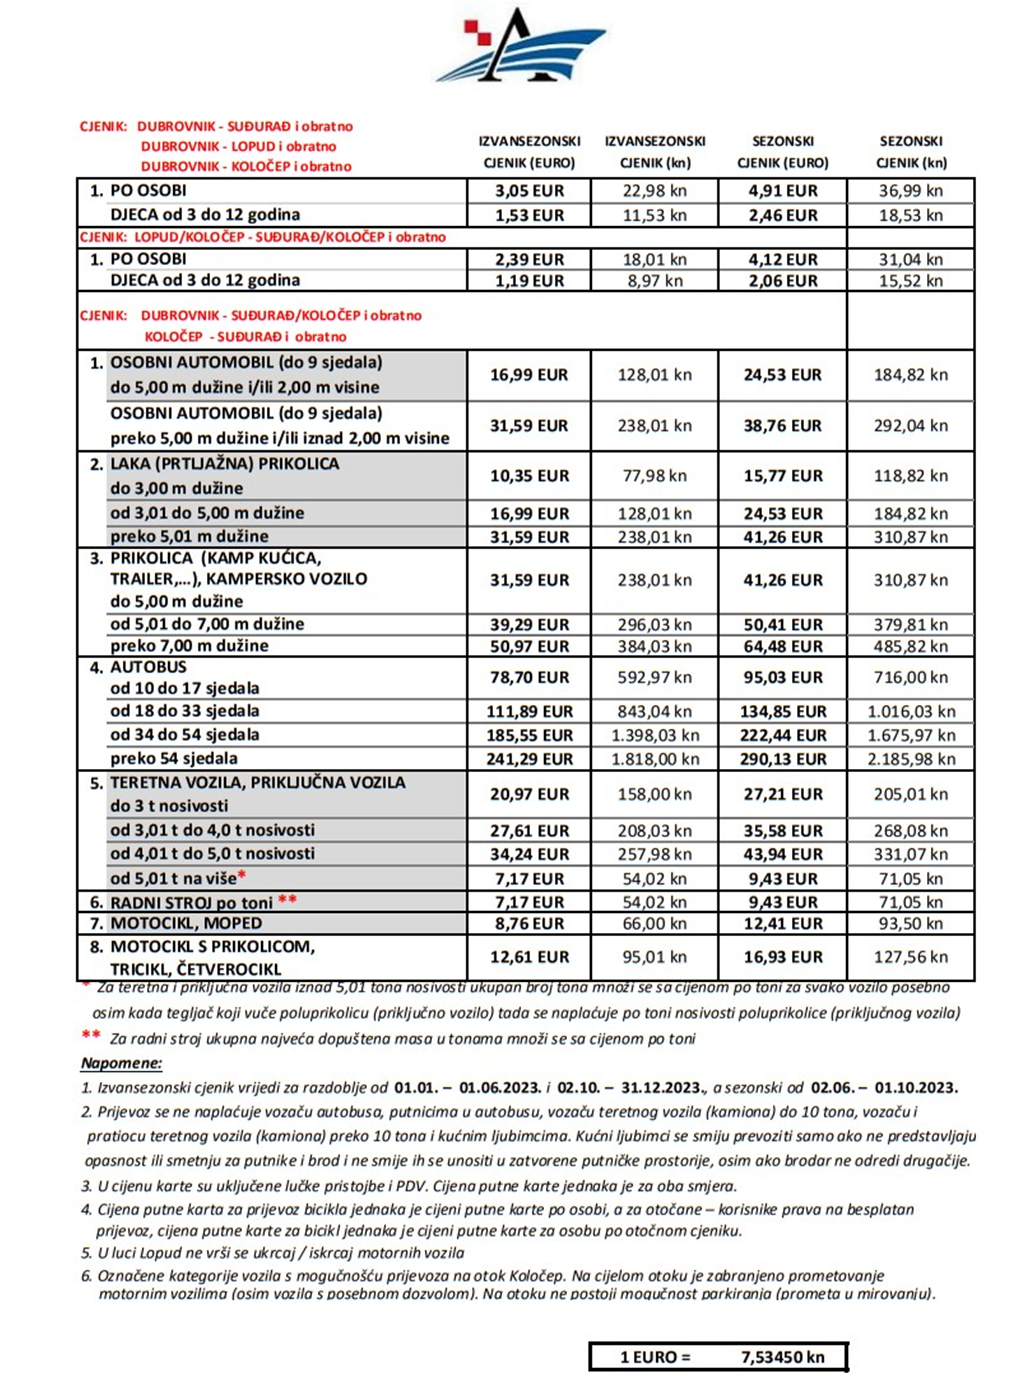 CJENIK: DUBROVNIK - SUĐURAĐ i obratno
DUBROVNIK - LOPUD i obratno
DUBROVNIK - KOLOČEP i obratno
IZVANSEZONSKI CJENIK (EURO) IZVANSEZONSKI CJENIK (kn) SEZONSKI CJENIK (EURO) SEZONSKI CJENIK (kn)
1. PO OSOBI 3,05 EUR 22,98 kn 4,91 EUR 36,99 kn
DJECA od 3 do 12 godina 1,53 EUR 11,53 kn 2,46 EUR 18,53 kn
CJENIK: LOPUD/KOLOČEP - SUĐURAĐ/KOLOČEP i obratno
1. PO OSOBI 2,39 EUR 18,01 kn 4,12 EUR 31,04 kn
DJECA od 3 do 12 godina 1,19 EUR 8,97 kn 2,06 EUR 15,52 kn
CJENIK: DUBROVNIK - SUĐURAĐ/KOLOČEP i obratno
KOLOČEP - SUĐURAĐ i obratno
1. OSOBNI AUTOMOBIL (do 9 sjedala)
do 5,00 m dužine i/ili 2,00 m visine 16,99 EUR 128,01 kn 24,53 EUR 184,82 kn
OSOBNI AUTOMOBIL (do 9 sjedala)
preko 5,00 m dužine i/ili iznad 2,00 m visine 31,59 EUR 238,01 kn 38,76 EUR 292,04 kn
2. LAKA (PRTLJAŽNA) PRIKOLICA
do 3,00 m dužine 10,35 EUR 77,98 kn 15,77 EUR 118,82 kn
od 3,01 do 5,00 m dužine 16,99 EUR 128,01 kn 24,53 EUR 184,82 kn
preko 5,01 m dužine 31,59 EUR 238,01 kn 41,26 EUR 310,87 kn
3. PRIKOLICA (KAMP KUĆICA,
TRAILER,...), KAMPERSKO VOZILO 31,59 EUR 238,01 kn 41,26 EUR 310,87 kn
do 5,00 m dužine
od 5,01 do 7,00 m dužine 39,29 EUR 296,03 kn 50,41 EUR 379,81 kn
preko 7,00 m dužine 50,97 EUR 384,03 kn 64,48 EUR 485,82 kn
4. AUTOBUS
od 10 do 17 sjedala 78,70 EUR 592,97 kn 95,03 EUR 716,00 kn
od 18 do 33 sjedala 111,89 EUR 843,04 kn 134,85 EUR 1.016,03 kn
od 34 do 54 sjedala 185,55 EUR 1.398,03 kn 222,44 EUR 1.675,97 kn
preko 54 sjedala 241,29 EUR 1.818,00 kn 290,13 EUR 2.185,98 kn
5. TERETNA VOZILA, PRIKLJUČNA VOZILA
do 3 t nosivosti 20,97 EUR 158,00 kn 27,21 EUR 205,01 kn
od 3,01 t do 4,0 t nosivosti 27,61 EUR 208,03 kn 35,58 EUR 268,08 kn
od 4,01 t do 5,0 t nosivosti 34,24 EUR 257,98 kn 43,94 EUR 331,07 kn
od 5,01 t na više* 7,17 EUR 54,02 kn 9,43 EUR 71,05 kn
6. RADNI STROJ po toni ** 7,17 EUR 54,02 kn 9,43 EUR 71,05 kn
7. MOTOCIKL, MOPED 8,76 EUR 66,00 kn 12,41 EUR 93,50 kn
8. MOTOCIKL S PRIKOLICOM,
TRICIKL, ČETVEROCIKL 12,61 EUR 95,01 kn 16,93 EUR 127,56 kn
* Za teretna i priključna vozila iznad 5,01 tona nosivosti ukupan broj tona množi se sa cijenom po toni za svako vozilo posebno
osim kada tegljač koji vuče poluprikolicu (priključno vozilo) tada se naplaćuje po toni nosivosti poluprikolice (priključnog vozila)
** Za radni stroj ukupna najveća dopuštena masa u tonama množi se sa cijenom po toni
Napomene:
1. Izvansezonski cjenik vrijedi za razdoblje od 01.01. – 01.06.2023. i 02.10. – 31.12.2023., a sezonski od 02.06. – 01.10.2023.
2. Prijevoz se ne naplaćuje vozaču autobusa, putnicima u autobusu, vozaču teretnog vozila (kamiona) do 10 tona, vozaču i
pratiocu teretnog vozila (kamiona) preko 10 tona i kućnim ljubimcima. Kućni ljubimci se smiju prevoziti samo ako ne predstavljaju
opasnost ili smetnju za putnike i brod i ne smije ih se unositi u zatvorene putničke prostorije, osim ako brodar ne odredi drugačije.
3. U cijenu karte su uključene lučke pristojbe i PDV. Cijena putne karte jednaka je za oba smjera.
4. Cijena putne karta za prijevoz bicikla jednaka je cijeni putne karte po osobi, a za otočane – korisnike prava na besplatan
prijevoz, cijena putne karte za bicikl jednaka je cijeni putne karte za osobu po otočnom cjeniku.
5. U luci Lopud ne vrši se ukrcaj / iskrcaj motornih vozila
6. Označene kategorije vozila s mogučnošću prijevoza na otok Koločep. Na cijelom otoku je zabranjeno prometovanje
motornim vozilima (osim vozila s posebnom dozvolom). Na otoku ne postoji mogučnost parkiranja (prometa u mirovanju).
1 EURO = 7,53450 kn